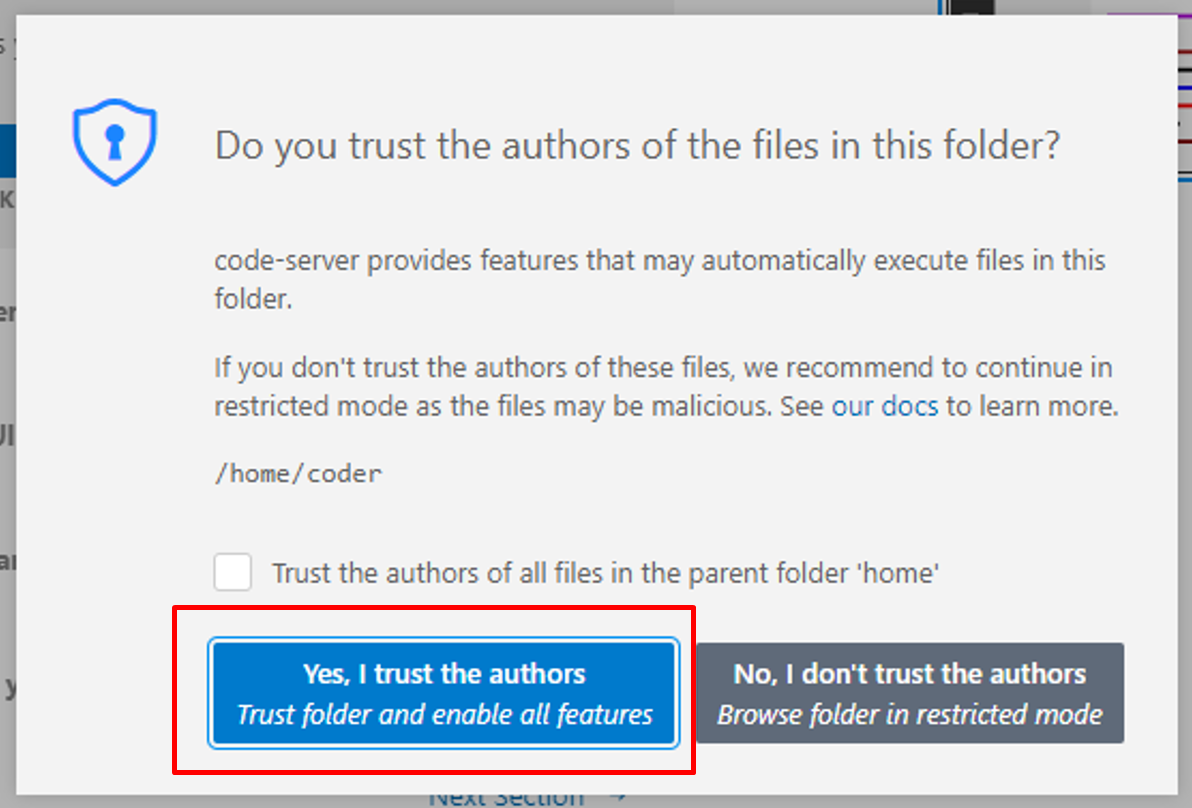 Do you trust the authors of the files in this folder?
code-server provides features that may automatically execute files in this
folder.
If you don't trust the authors of these files, we recommend to continue in
restricted mode as the files may be malicious. See our docs to learn more.
/home/coder
Trust the authors of all files in the parent folder 'home'
Yes, I trust the authors
Trust folder and enable all features
No, I don't trust the authors
Browse folder in restricted mode
Next Section →